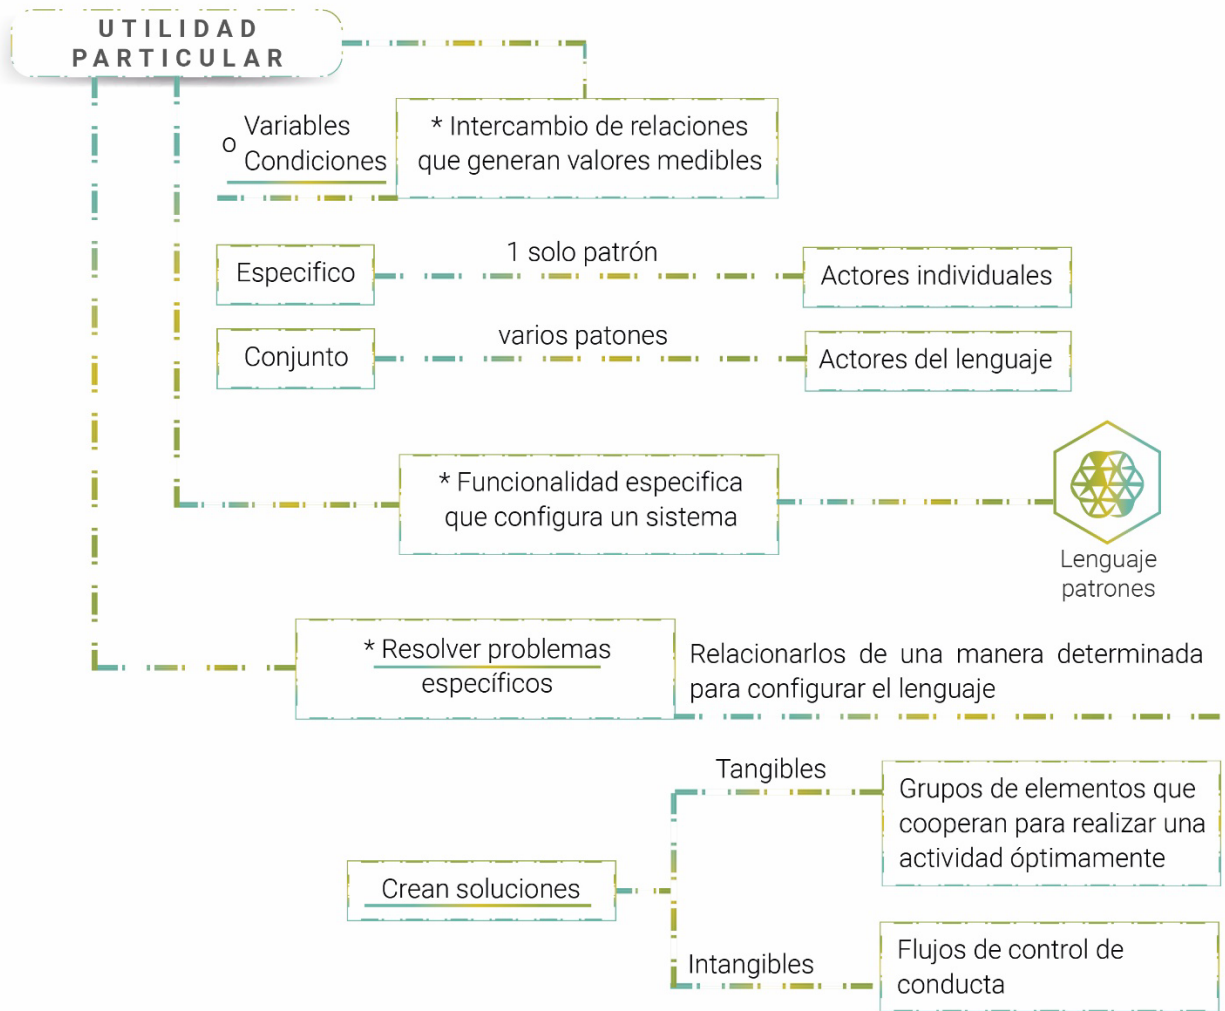 UTILIDAD
PARTICULAR
Variables
o
Condiciones
* Intercambio de relaciones
que generan valores medibles
Especifico
1 solo patrón
Actores individuales
Conjunto
varios patones
Actores del lenguaje
* Funcionalidad especifica
que configura un sistema
Lenguaje
patrones
* Resolver problemas
específicos
Relacionarlos de una manera determinada
para configurar el lenguaje
Crean soluciones
Tangibles
Grupos de elementos que
cooperan para realizar una
actividad óptimamente
Intangibles
Flujos de control de
conducta